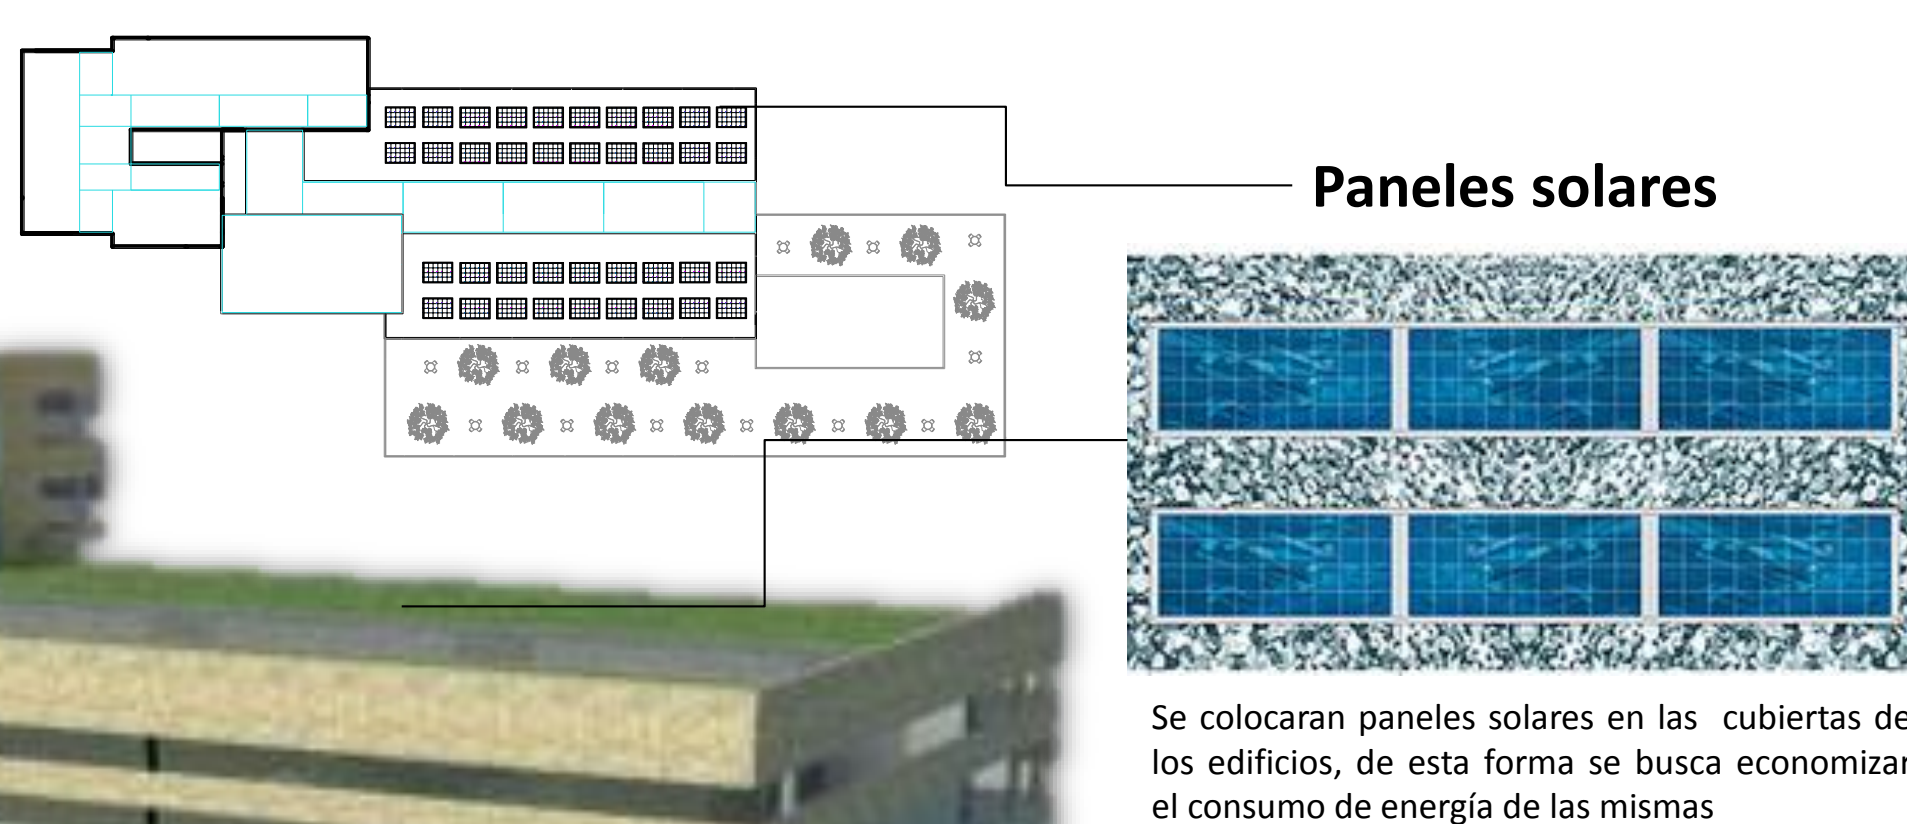 Paneles solares
Se colocaran paneles solares en las cubiertas de
los edificios, de esta forma se busca economizar
el consumo de energía de las mismas